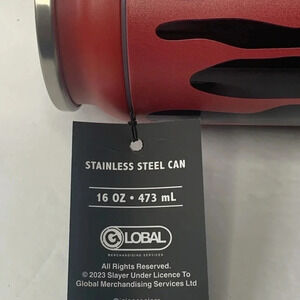 STAINLESS STEEL CAN
16 OZ • 473 mL
GLOBAL
MERCHANDISING SERVICES
All Rights Reserved.
© 2023 Slayer Under Licence To
Global Merchandising Services Ltd